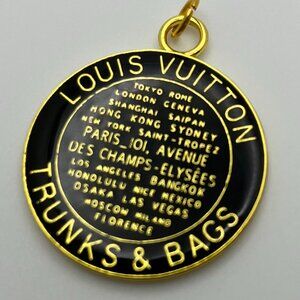 LOUIS VUITTON
TOKYO ROME
LONDON GENEVA
SHANGHAI SAIPAN
HONG KONG SYDNEY
NEW YORK SAINT-TROPEZ
PARIS_101, AVENUE
DES CHAMPS-ELYSÉES
LOS ANGELES BANGKOK
HONOLULU NICE MEXICO
OSAKA LAS VEGAS
MOSCOW MILANO
FLORENCE
TRUNKS & BAGS